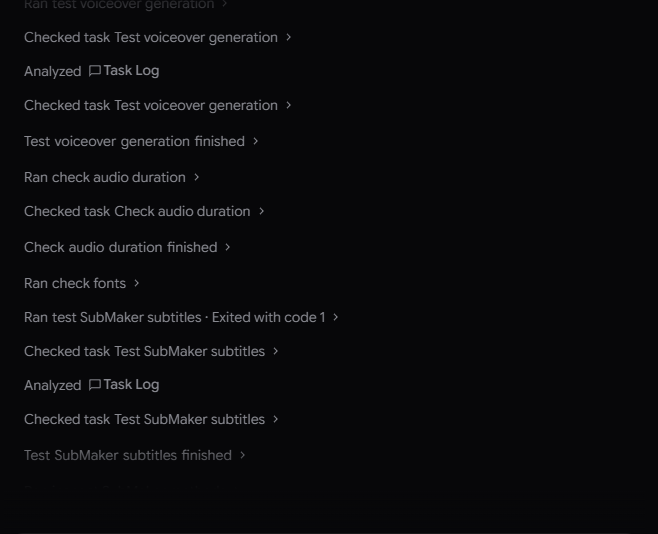 Ran test voiceover generation
Checked task Test voiceover generation
Analyzed Task Log
Checked task Test voiceover generation
Test voiceover generation finished
Ran check audio duration
Checked task Check audio duration
Check audio duration finished
Ran check fonts
Ran test SubMaker subtitles · Exited with code 1
Checked task Test SubMaker subtitles
Analyzed Task Log
Checked task Test SubMaker subtitles
Test SubMaker subtitles finished